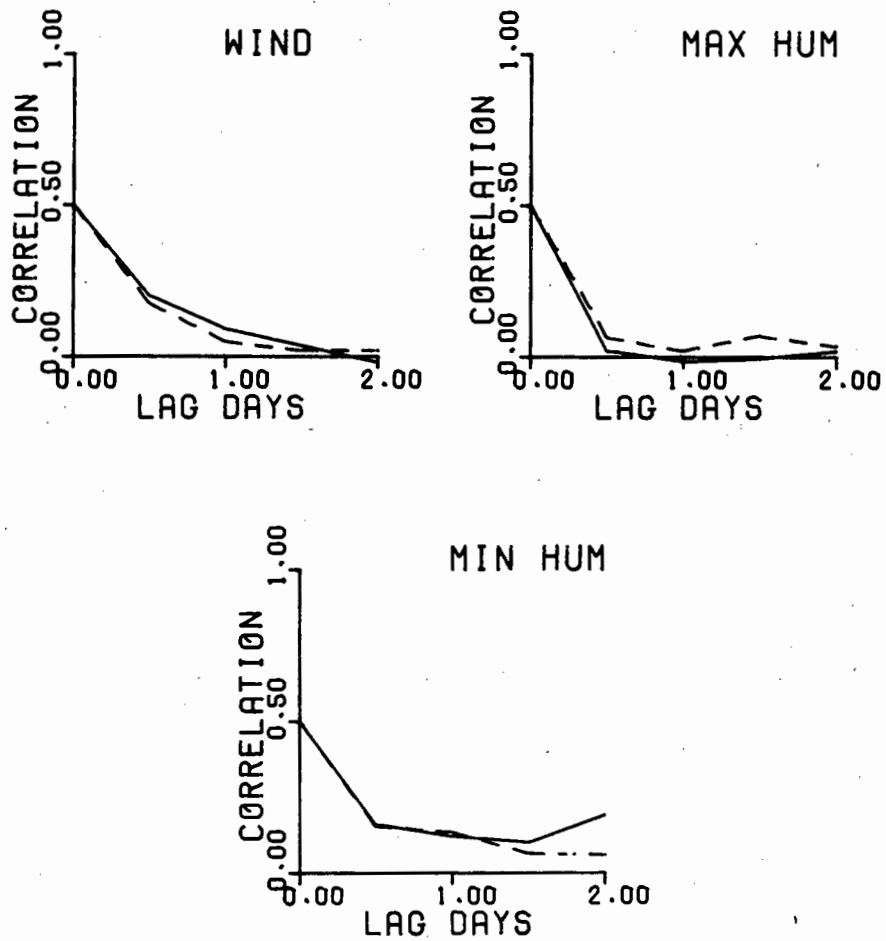 WIND
1.00
0.50
0.00
CORRELATION
0.00 1.00 2.00
LAG DAYS
MAX HUM
1.00
0.50
0.00
CORRELATION
0.00 1.00 2.00
LAG DAYS
MIN HUM
1.00
0.50
0.00
CORRELATION
0.00 1.00 2.00
LAG DAYS